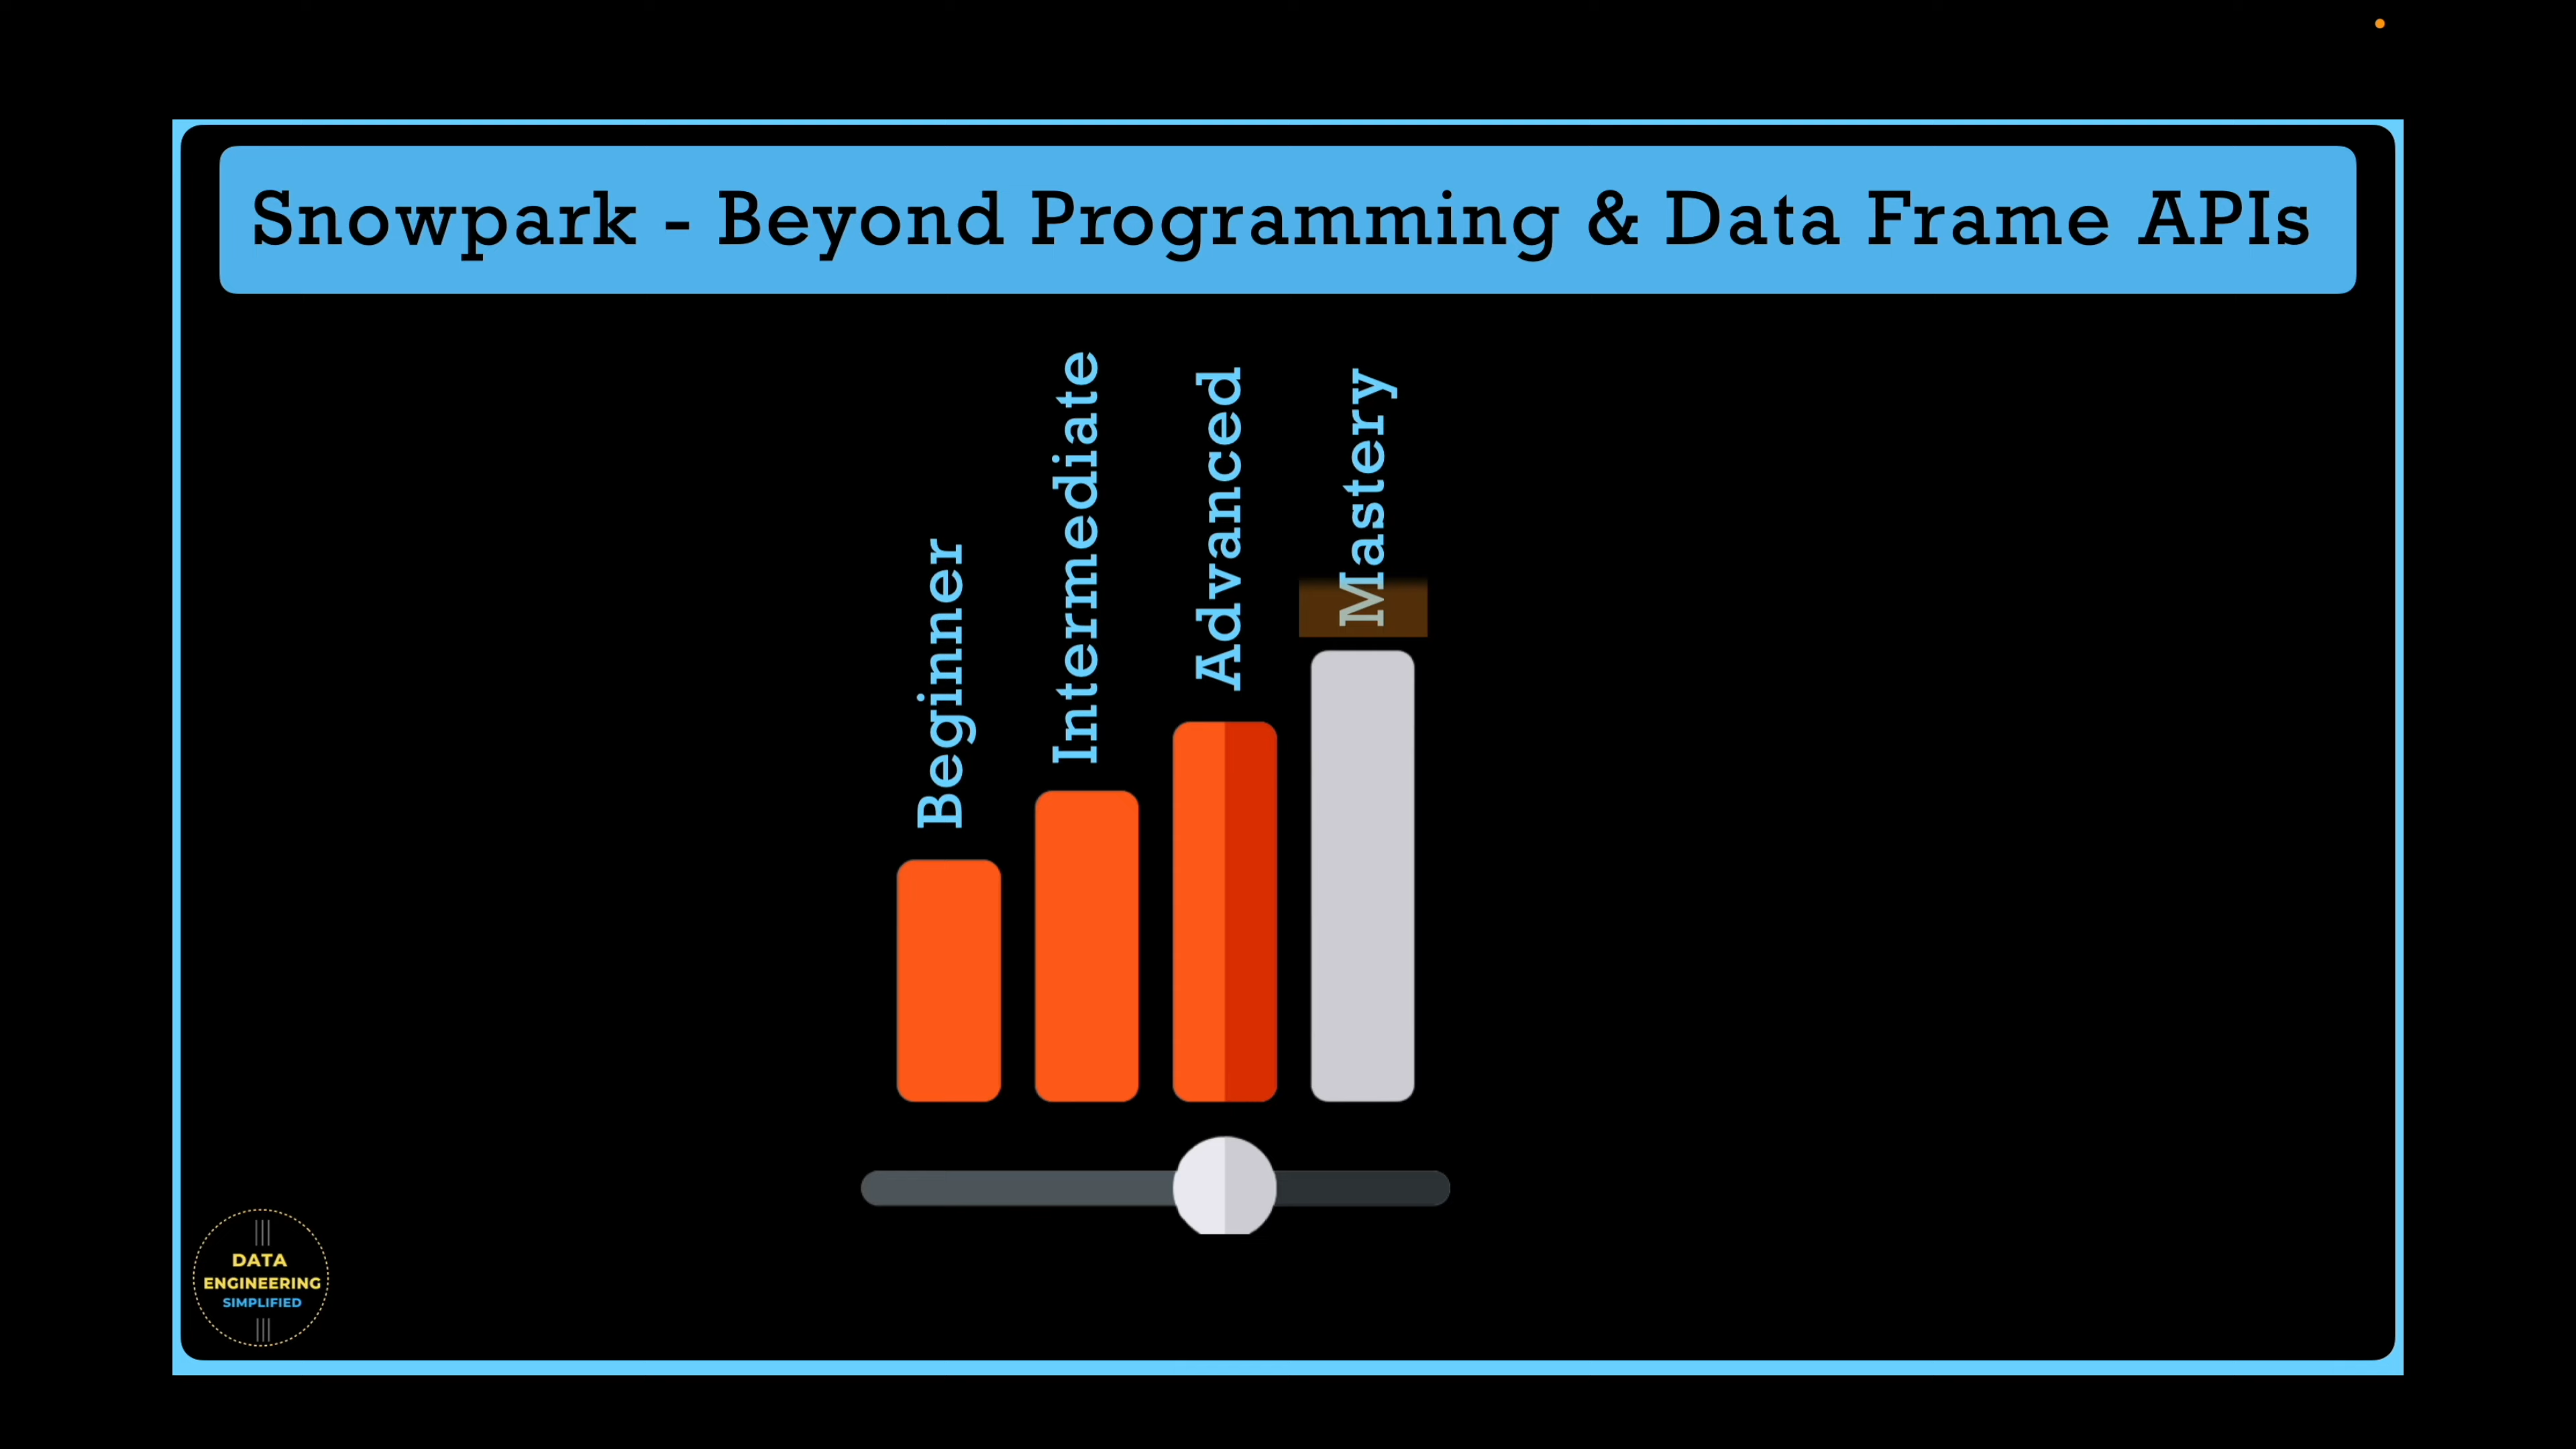 Snowpark - Beyond Programming & Data Frame APIs
Beginner
Intermediate
Advanced
Mastery
DATA
ENGINEERING
SIMPLIFIED